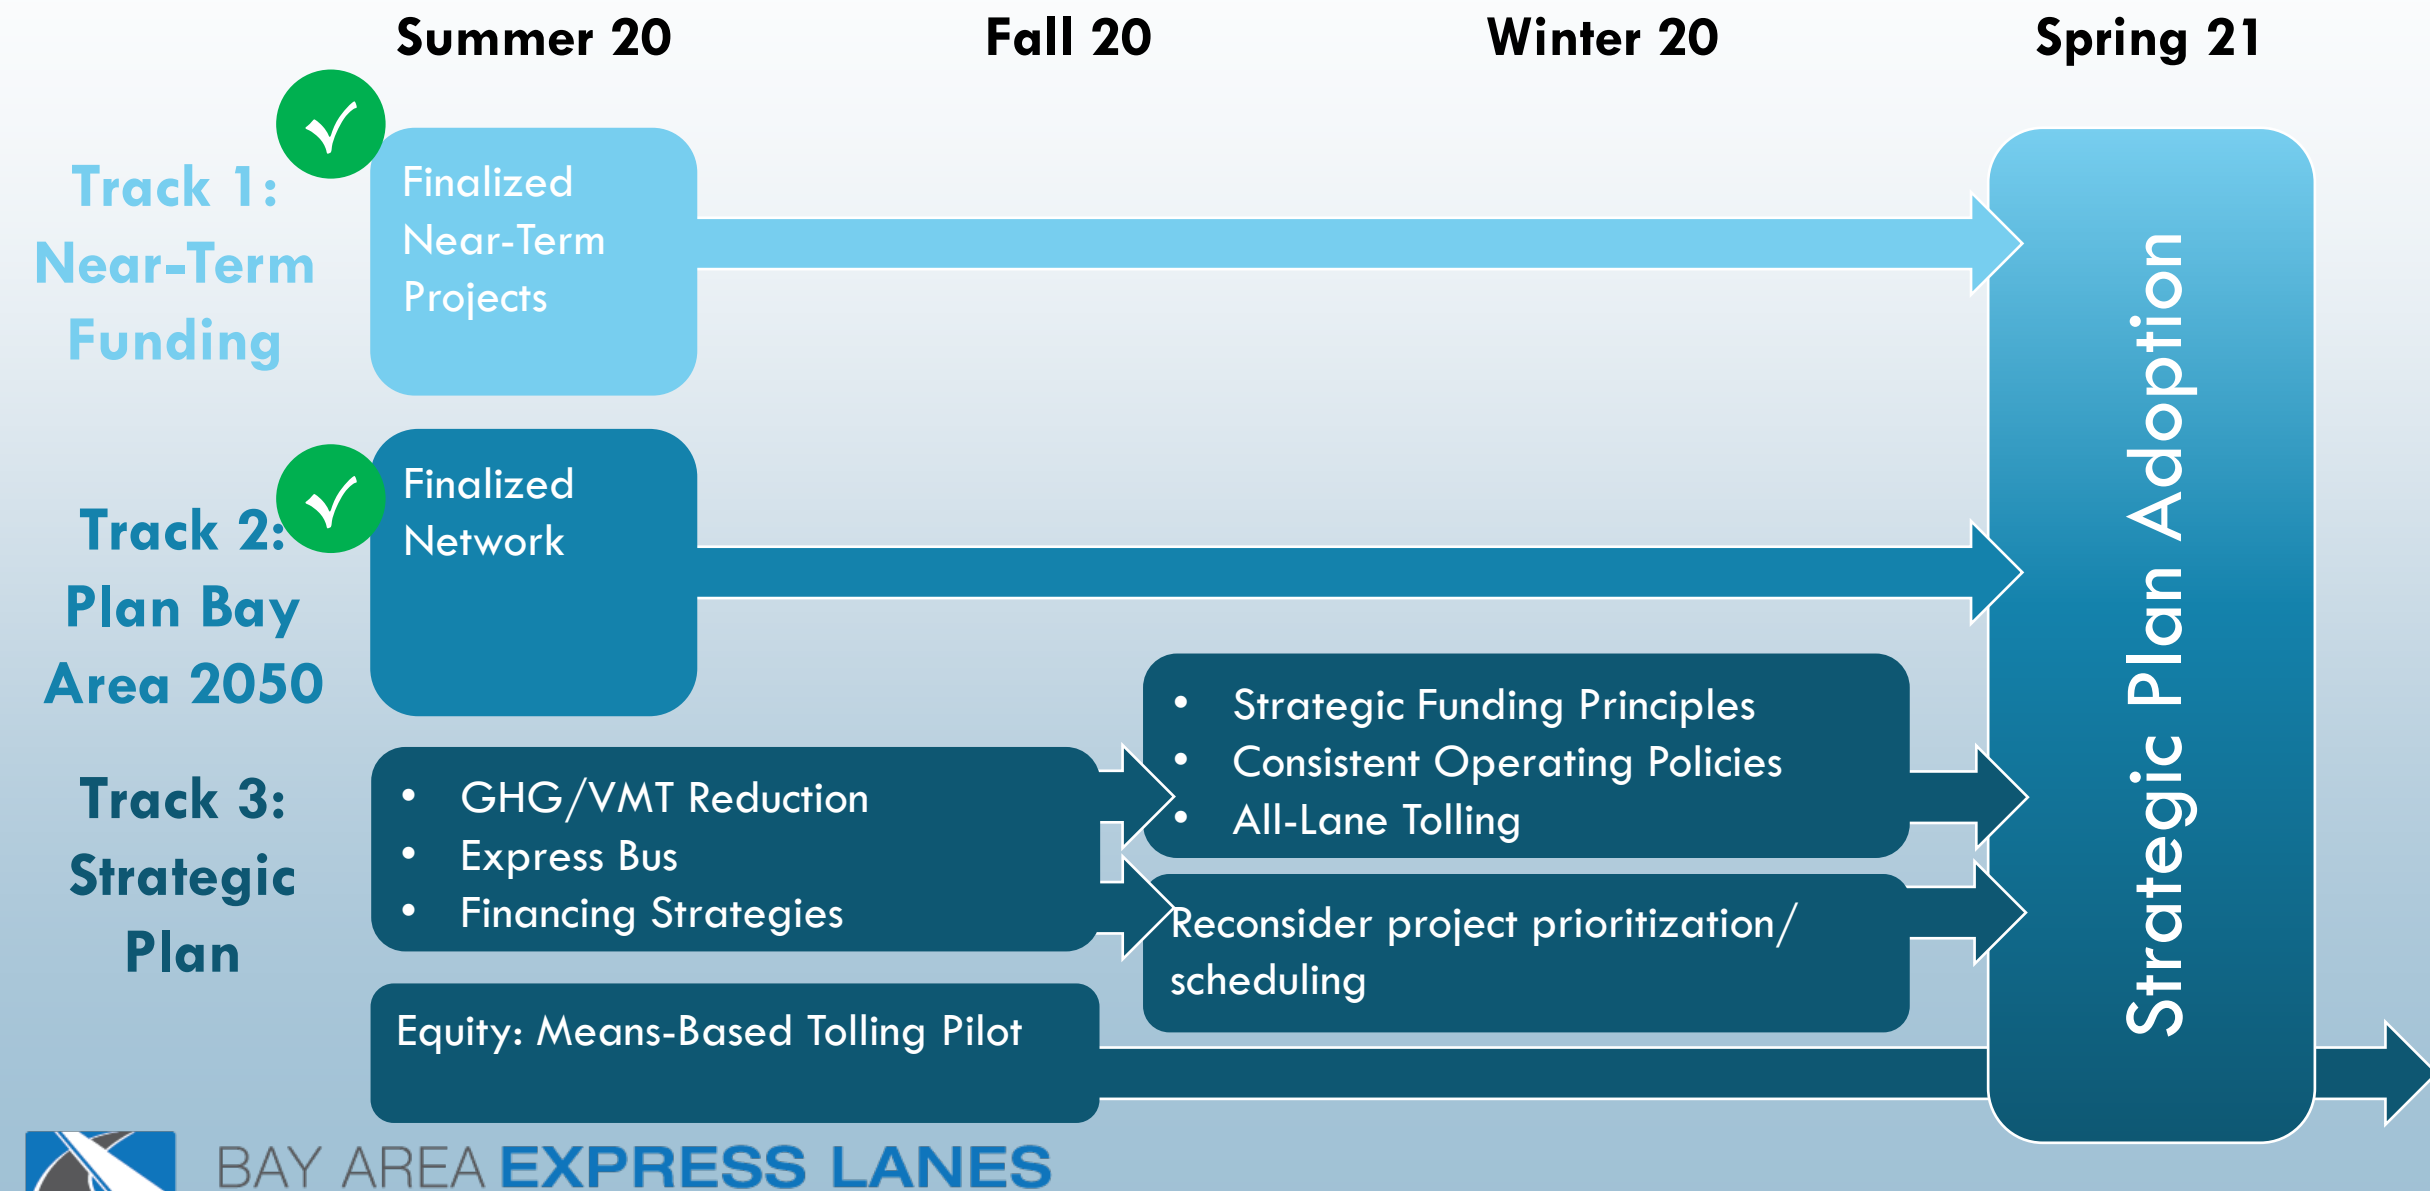 Summer 20
Fall 20
Winter 20
Spring 21
Track 1:
Near-Term
Funding
Finalized
Near-Term
Projects
Track 2:
Plan Bay
Area 2050
Finalized
Network
Track 3:
Strategic
Plan
• GHG/VMT Reduction
• Express Bus
• Financing Strategies
• Strategic Funding Principles
• Consistent Operating Policies
• All-Lane Tolling
Reconsider project prioritization/
scheduling
Equity: Means-Based Tolling Pilot
Strategic Plan Adoption
BAY AREA EXPRESS LANES